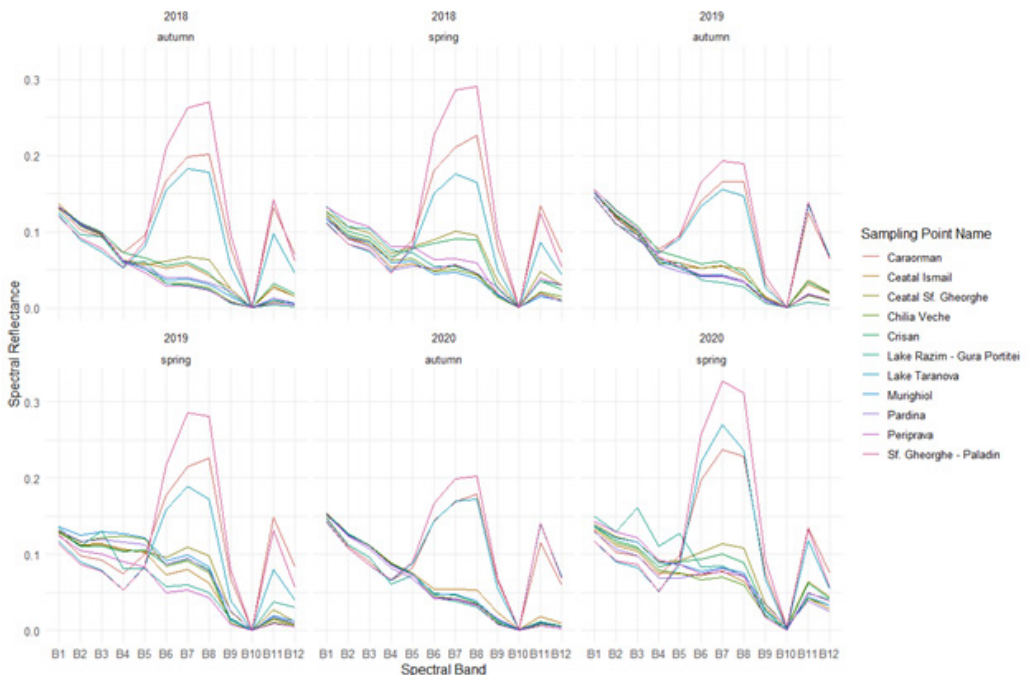 2018
autumn
2018
spring
2019
autumn
0.3
0.2
0.1
0.0
2019
spring
2020
autumn
2020
spring
0.3
0.2
0.1
0.0
Spectral Reflectance
B1 B2 B3 B4 B5 B6 B7 B8 B9 B10 B11 B12
B1 B2 B3 B4 B5 B6 B7 B8 B9 B10 B11 B12
B1 B2 B3 B4 B5 B6 B7 B8 B9 B10 B11 B12
Spectral Band
Sampling Point Name
Caraorman
Ceatal Ismail
Ceatal Sf. Gheorghe
Chilia Veche
Crisan
Lake Razim - Gura Portitei
Lake Taranova
Murighiol
Pardina
Periprava
Sf. Gheorghe - Paladin